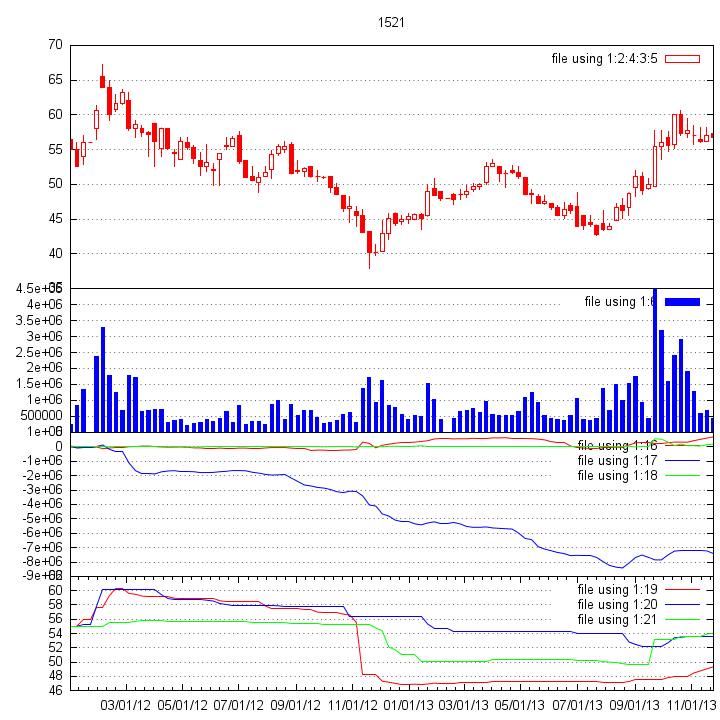 1521
70
file using 1:2:4:3:5
65
60
55
50
45
40
35
4.5e+06
file using 1:6
4e+06
3.5e+06
3e+06
2.5e+06
2e+06
1.5e+06
1e+06
500000
0
1e+06
file using 1:16
0
file using 1:17
-1e+06
file using 1:18
-2e+06
-3e+06
-4e+06
-5e+06
-6e+06
-7e+06
-8e+06
-9e+06
62
file using 1:19
60
file using 1:20
58
file using 1:21
56
54
52
50
48
46
03/01/12 05/01/12 07/01/12 09/01/12 11/01/12 01/01/13 03/01/13 05/01/13 07/01/13 09/01/13 11/01/13